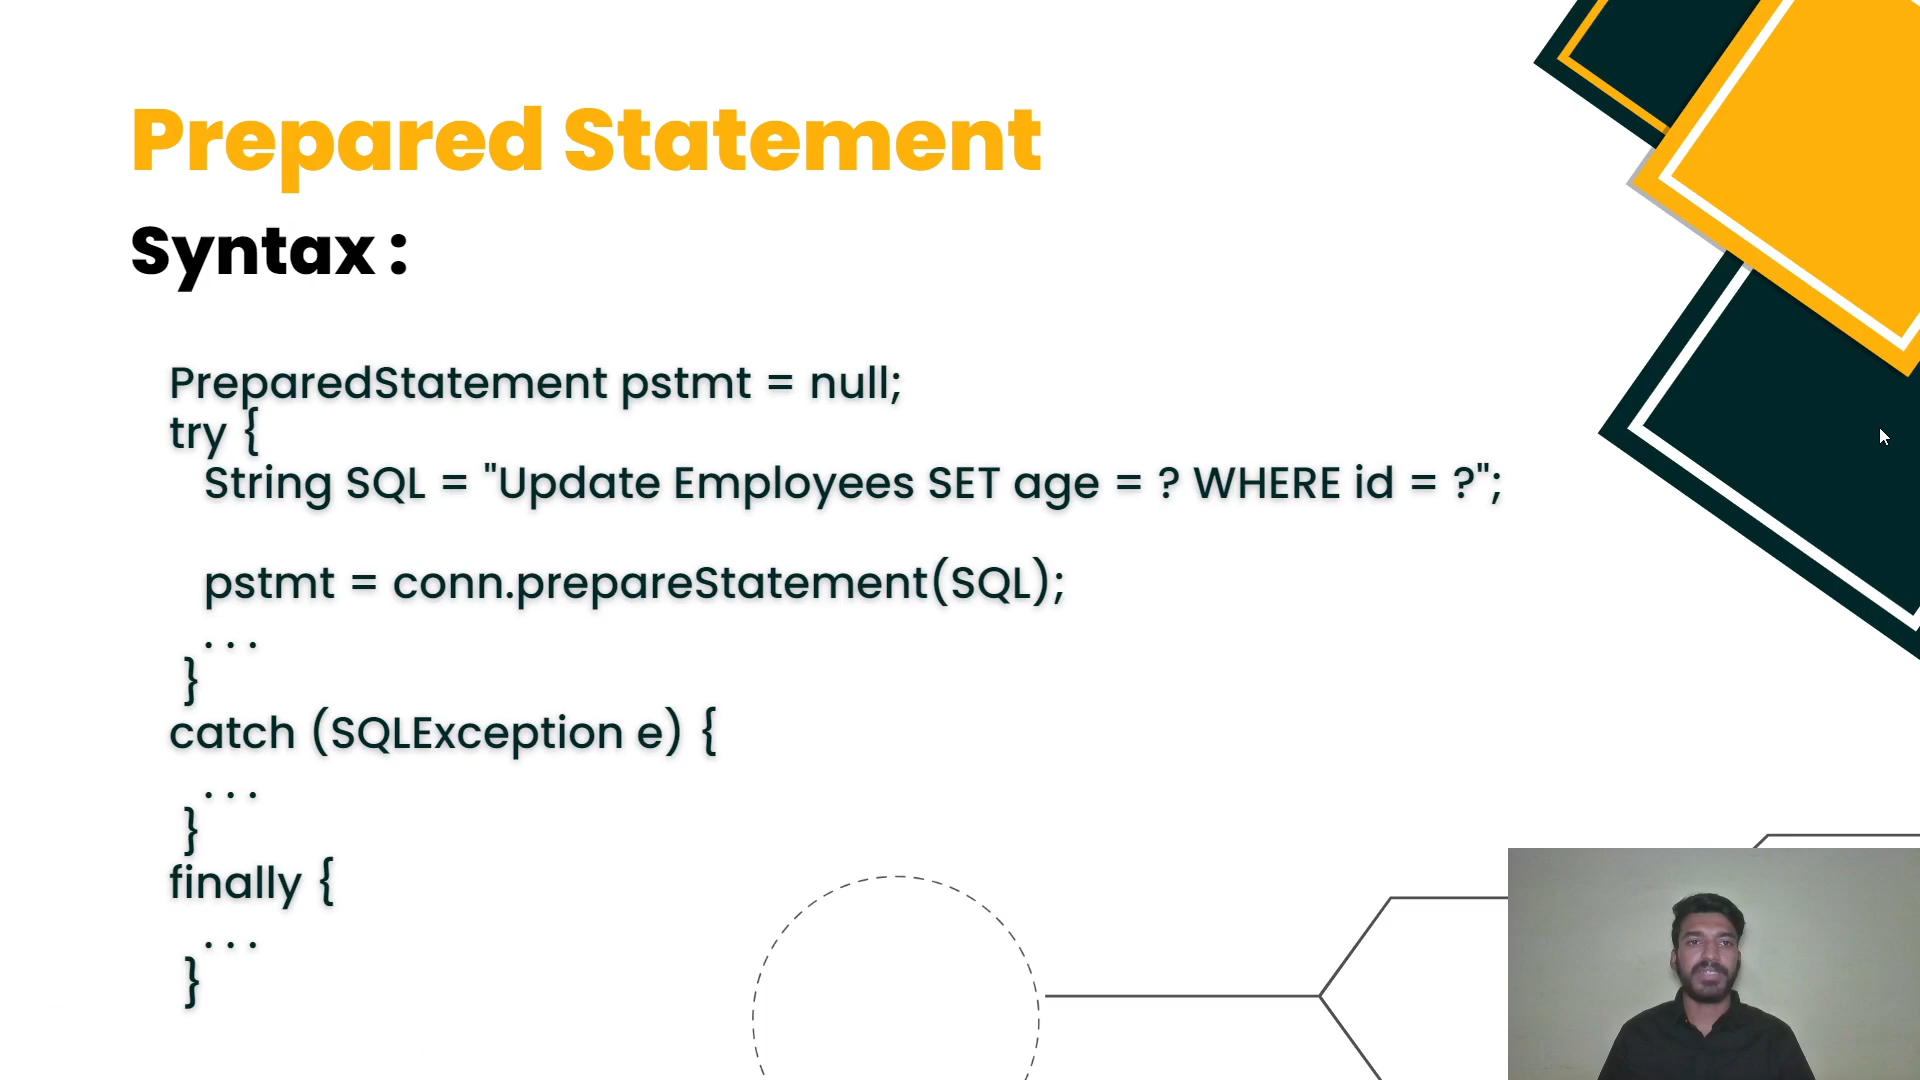 Prepared Statement
Syntax :
PreparedStatement pstmt = null;
try {
String SQL = "Update Employees SET age = ? WHERE id = ?";
pstmt = conn.prepareStatement(SQL);
. . .
}
catch (SQLException e) {
. . .
}
finally {
. . .
}